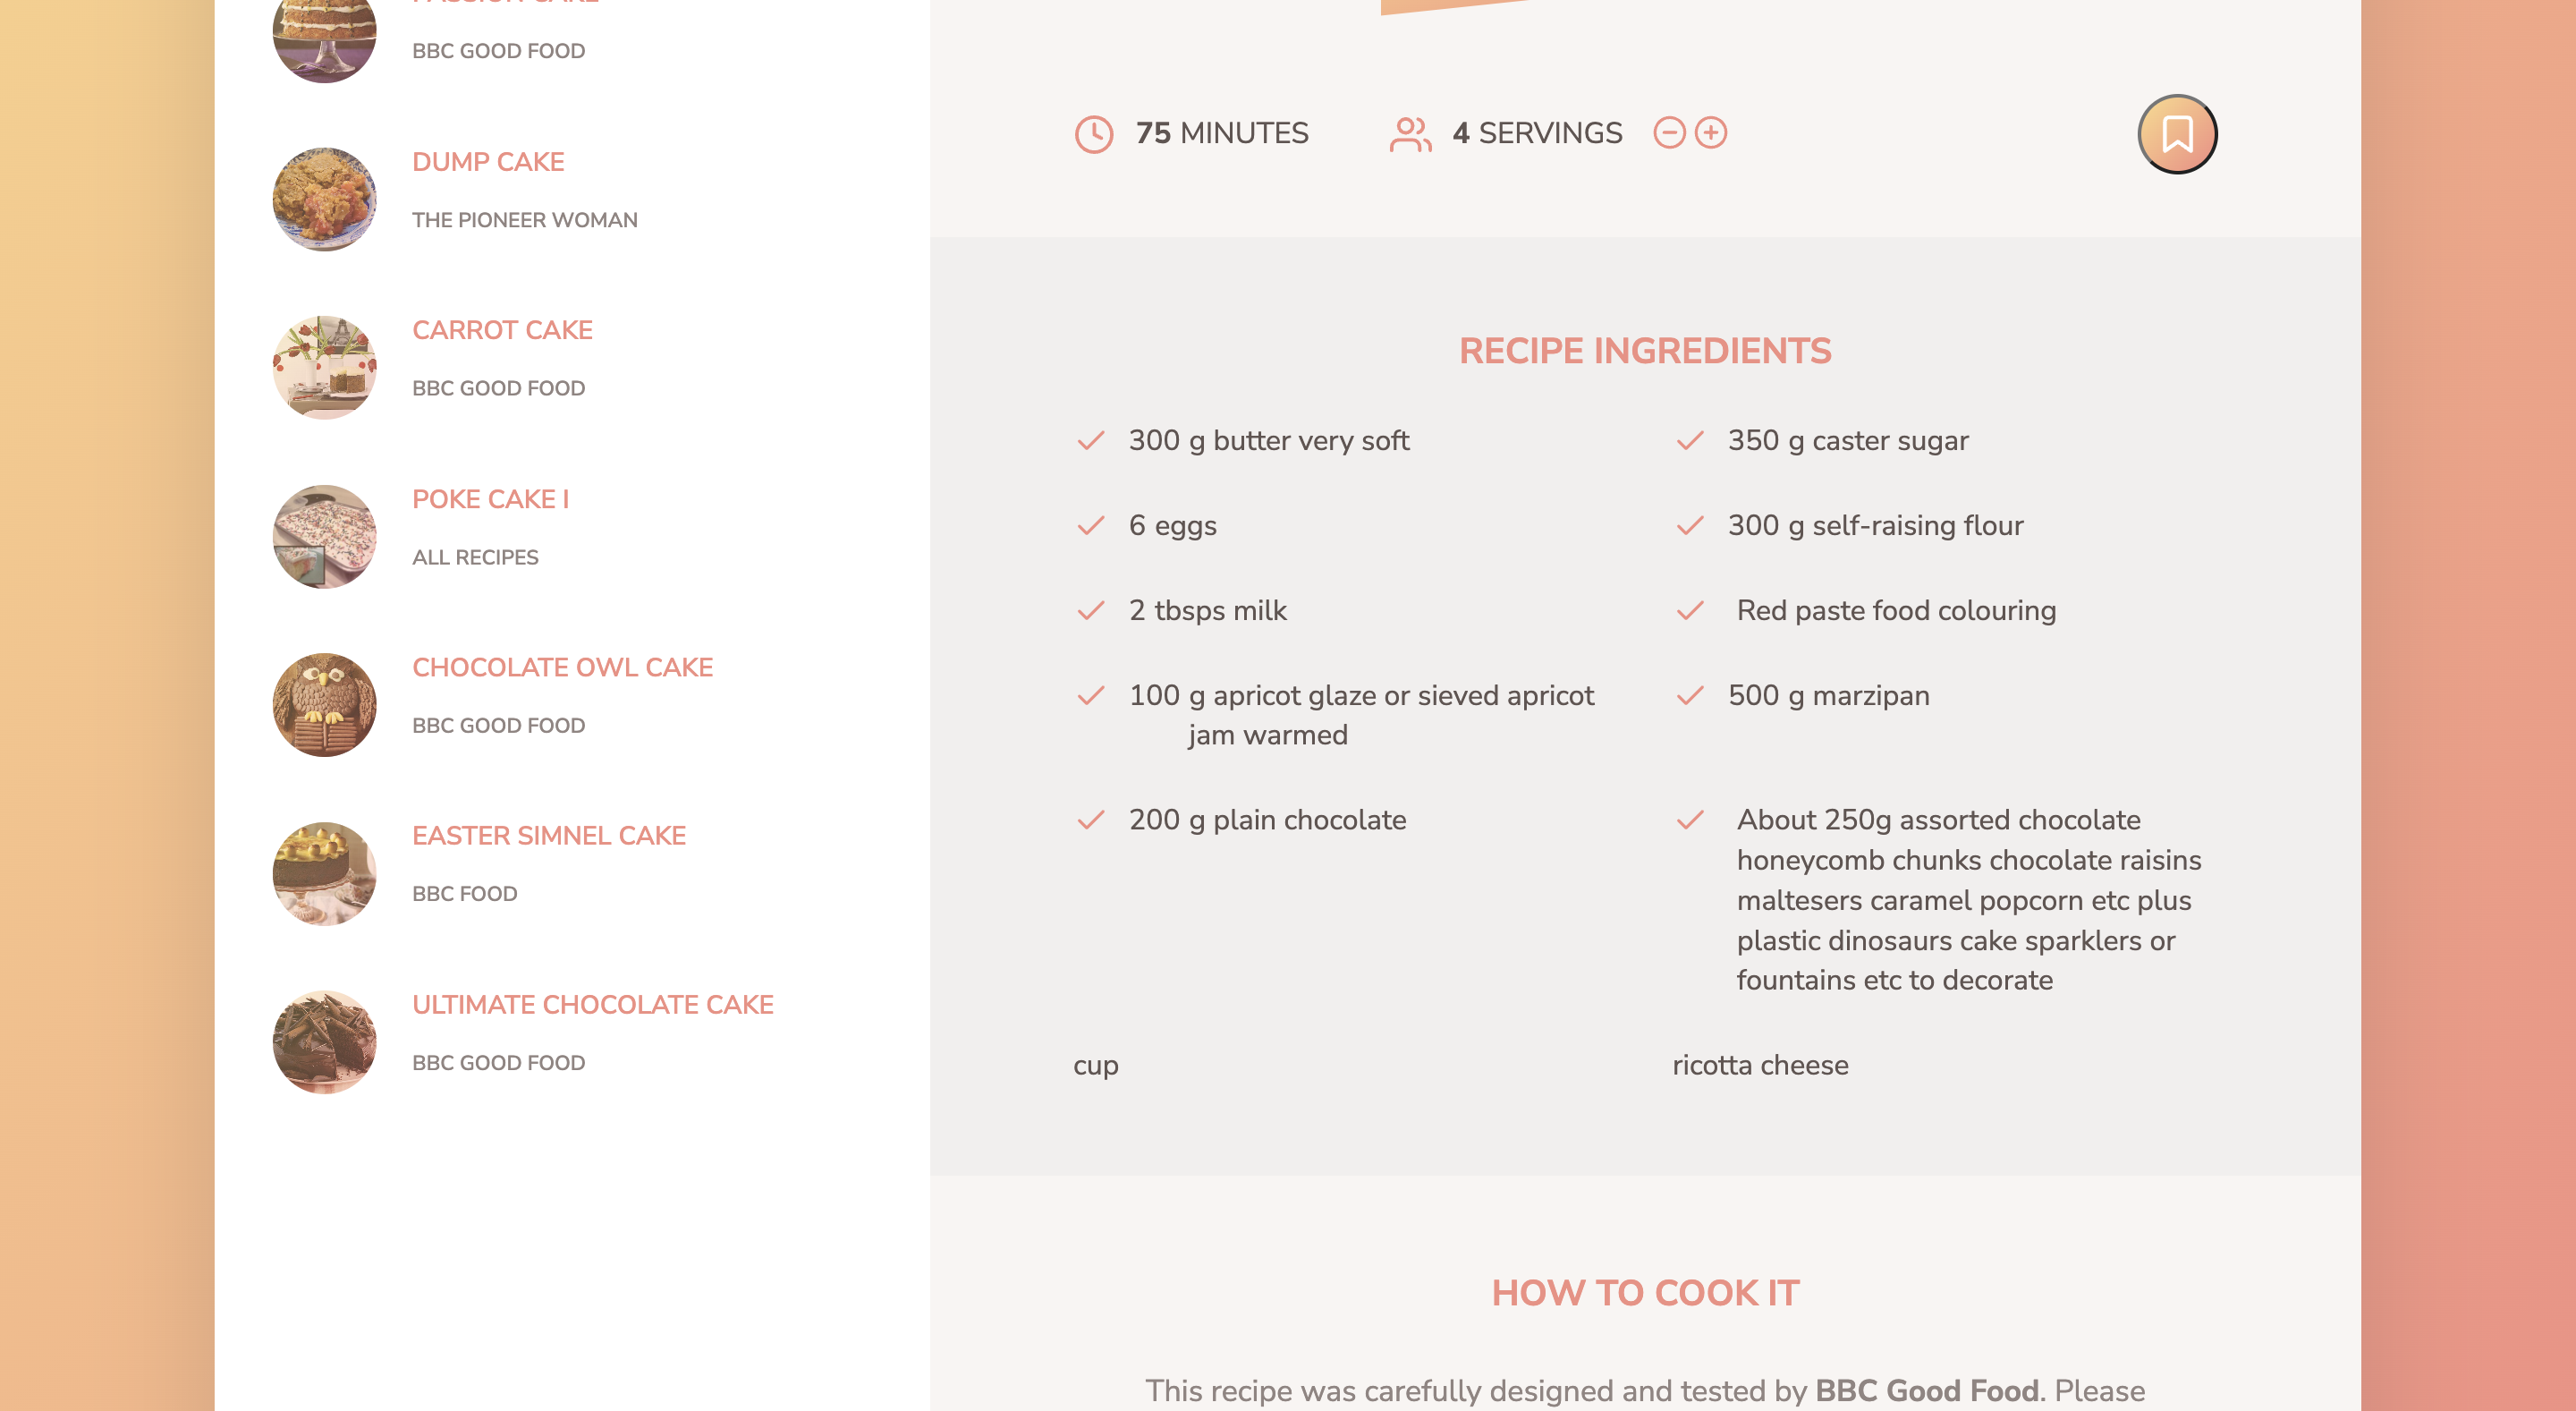 PASSION CAKE
BBC GOOD FOOD
DUMP CAKE
THE PIONEER WOMAN
CARROT CAKE
BBC GOOD FOOD
POKE CAKE I
ALL RECIPES
CHOCOLATE OWL CAKE
BBC GOOD FOOD
EASTER SIMNEL CAKE
BBC FOOD
ULTIMATE CHOCOLATE CAKE
BBC GOOD FOOD
75 MINUTES
4 SERVINGS
RECIPE INGREDIENTS
300 g butter very soft
350 g caster sugar
6 eggs
300 g self-raising flour
2 tbsps milk
Red paste food colouring
100 g apricot glaze or sieved apricot
jam warmed
500 g marzipan
200 g plain chocolate
About 250g assorted chocolate
honeycomb chunks chocolate raisins
maltesers caramel popcorn etc plus
plastic dinosaurs cake sparklers or
fountains etc to decorate
cup
ricotta cheese
HOW TO COOK IT
This recipe was carefully designed and tested by BBC Good Food. Please